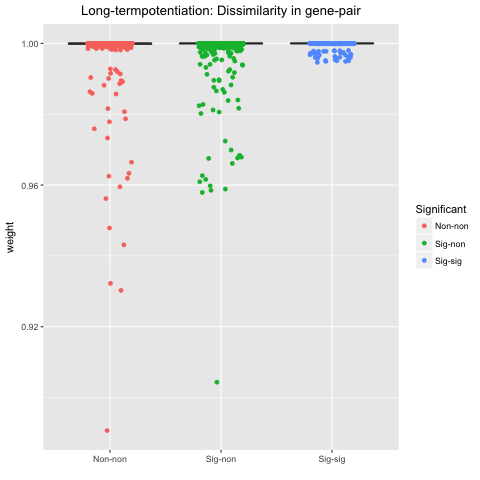 Long-termpotentiation: Dissimilarity in gene-pair
1.00
0.96
0.92
weight
Non-non
Sig-non
Sig-sig
Significant
Non-non
Sig-non
Sig-sig